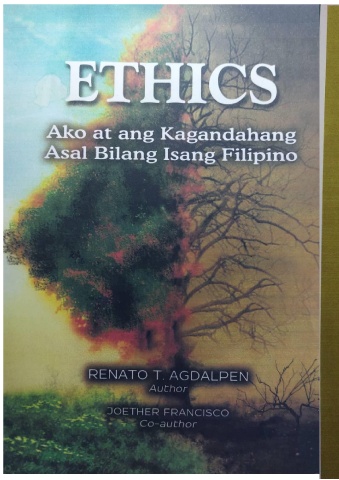 ETHICS
Ako at ang Kagandahang
Asal Bilang Isang Filipino
RENATO T. AGDALPEN
Author
JOETHER FRANCISCO
Co-author